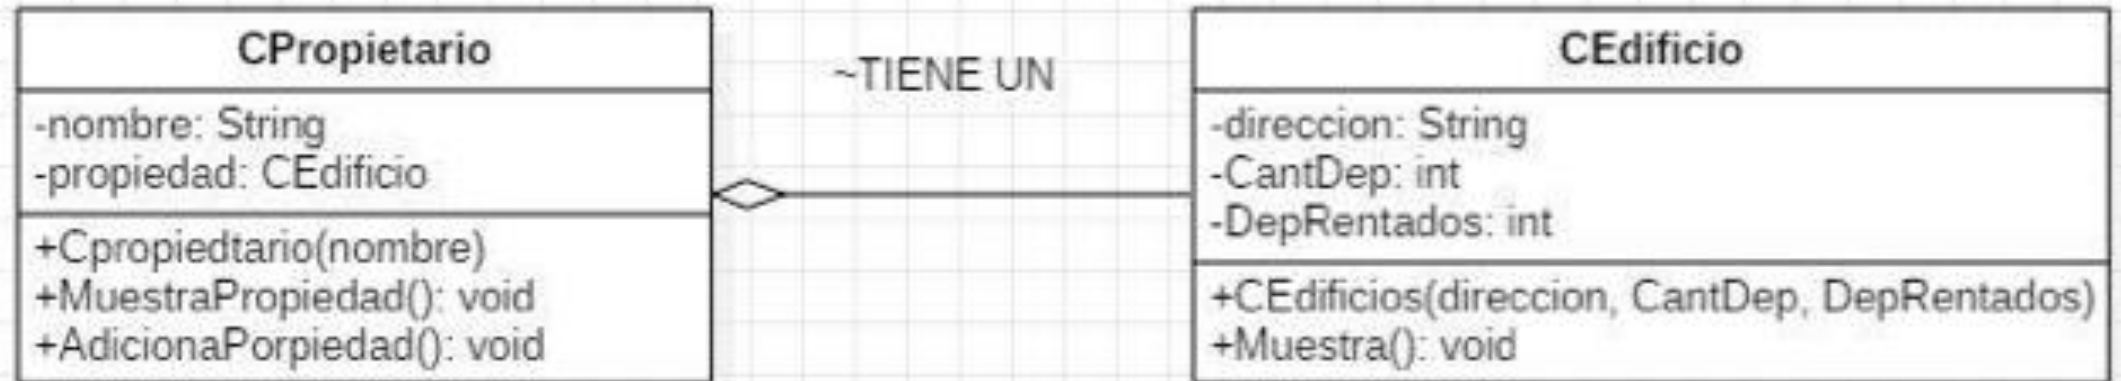 CPropietario
-nombre: String
-propiedad: CEdificio
+Cpropiedtario(nombre)
+MuestraPropiedad(): void
+AdicionaPorpiedad(): void
~TIENE UN
CEdificio
-direccion: String
-CantDep: int
-DepRentados: int
+CEdificios(direccion, CantDep, DepRentados)
+Muestra(): void